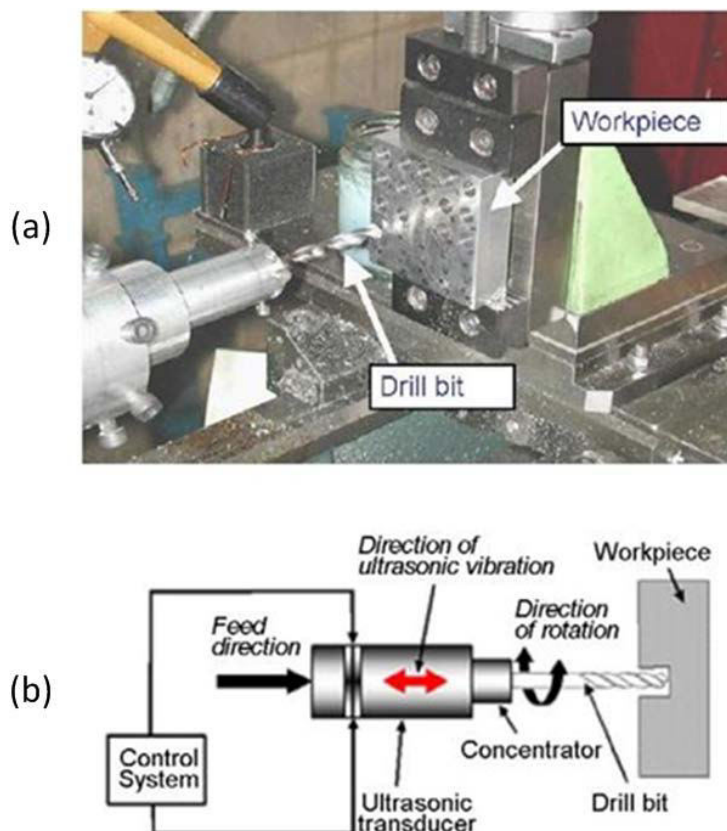 (a)
Workpiece
Drill bit
(b)
Direction of
ultrasonic vibration
Workpiece
Feed
direction
Direction
of rotation
Control
System
Concentrator
Ultrasonic
transducer
Drill bit